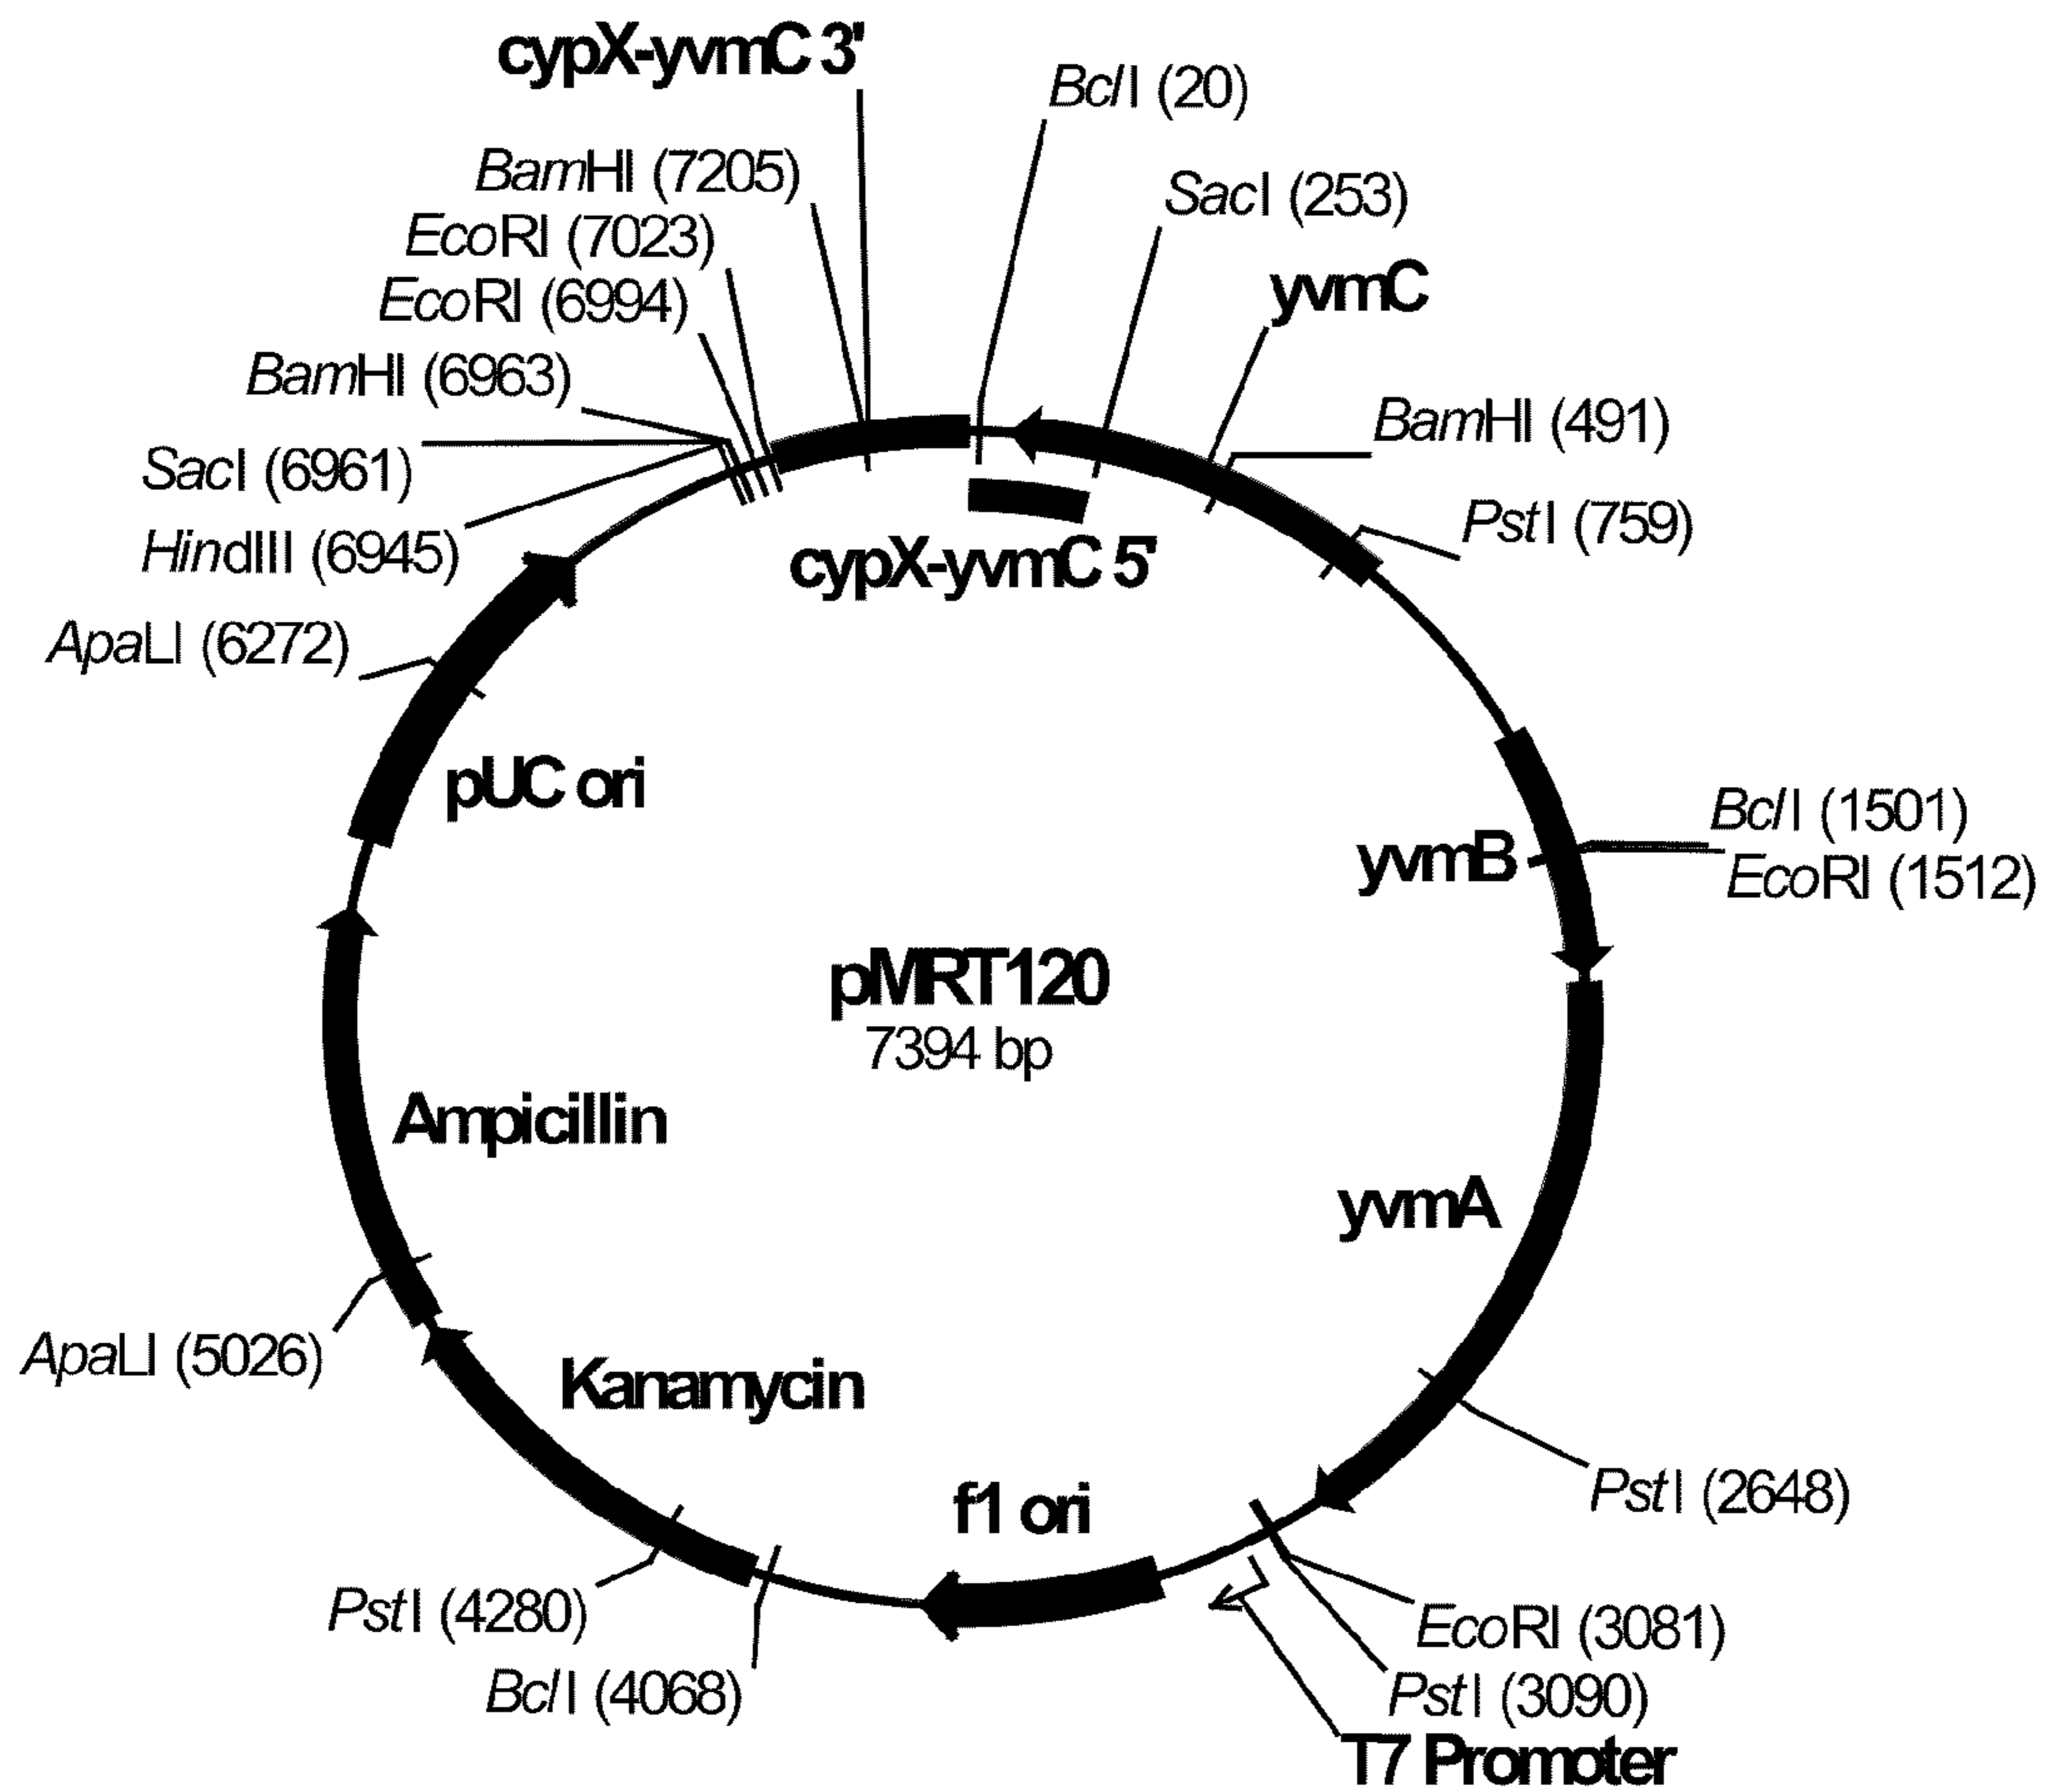 cypX-yvmC 3'
BclI (20)
BamHI (7205)
SacI (253)
EcoRI (7023)
yvmC
EcoRI (6994)
BamHI (6963)
BamHI (491)
SacI (6961)
PstI (759)
HindIII (6945)
cypX-yvmC 5'
ApaLI (6272)
pUC ori
BclI (1501)
yvmB
EcoRI (1512)
pMRT120
7394 bp
Ampicillin
yvmA
ApaLI (5026)
Kanamycin
f1 ori
PstI (2648)
PstI (4280)
EcoRI (3081)
BclI (4068)
PstI (3090)
T7 Promoter